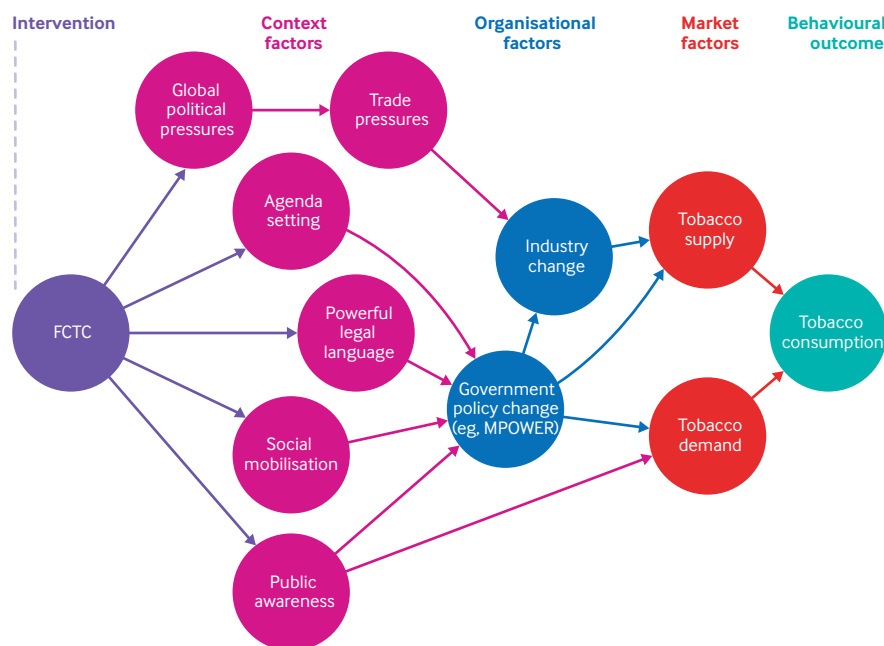 Intervention
Context
factors
Organisational
factors
Market
factors
Behavioural
outcome
Global
political
pressures
Trade
pressures
Agenda
setting
Industry
change
Tobacco
supply
FCTC
Powerful
legal
language
Tobacco
consumption
Government
policy change
(eg, MPOWER)
Social
mobilisation
Tobacco
demand
Public
awareness